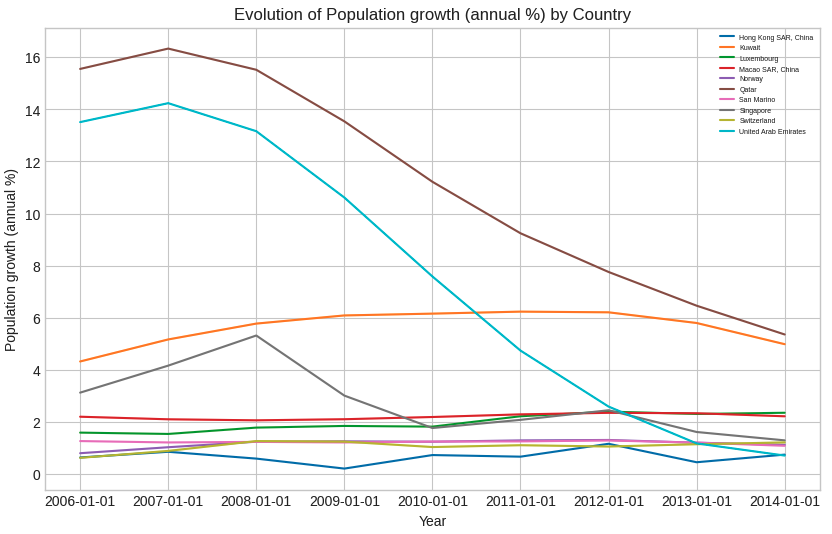 Evolution of Population growth (annual %) by Country
Hong Kong SAR, China
Kuwait
Luxembourg
Macao SAR, China
Norway
Qatar
San Marino
Singapore
Switzerland
United Arab Emirates
Population growth (annual %)
16
14
12
10
8
6
4
2
0
2006-01-01 2007-01-01 2008-01-01 2009-01-01 2010-01-01 2011-01-01 2012-01-01 2013-01-01 2014-01-01
Year